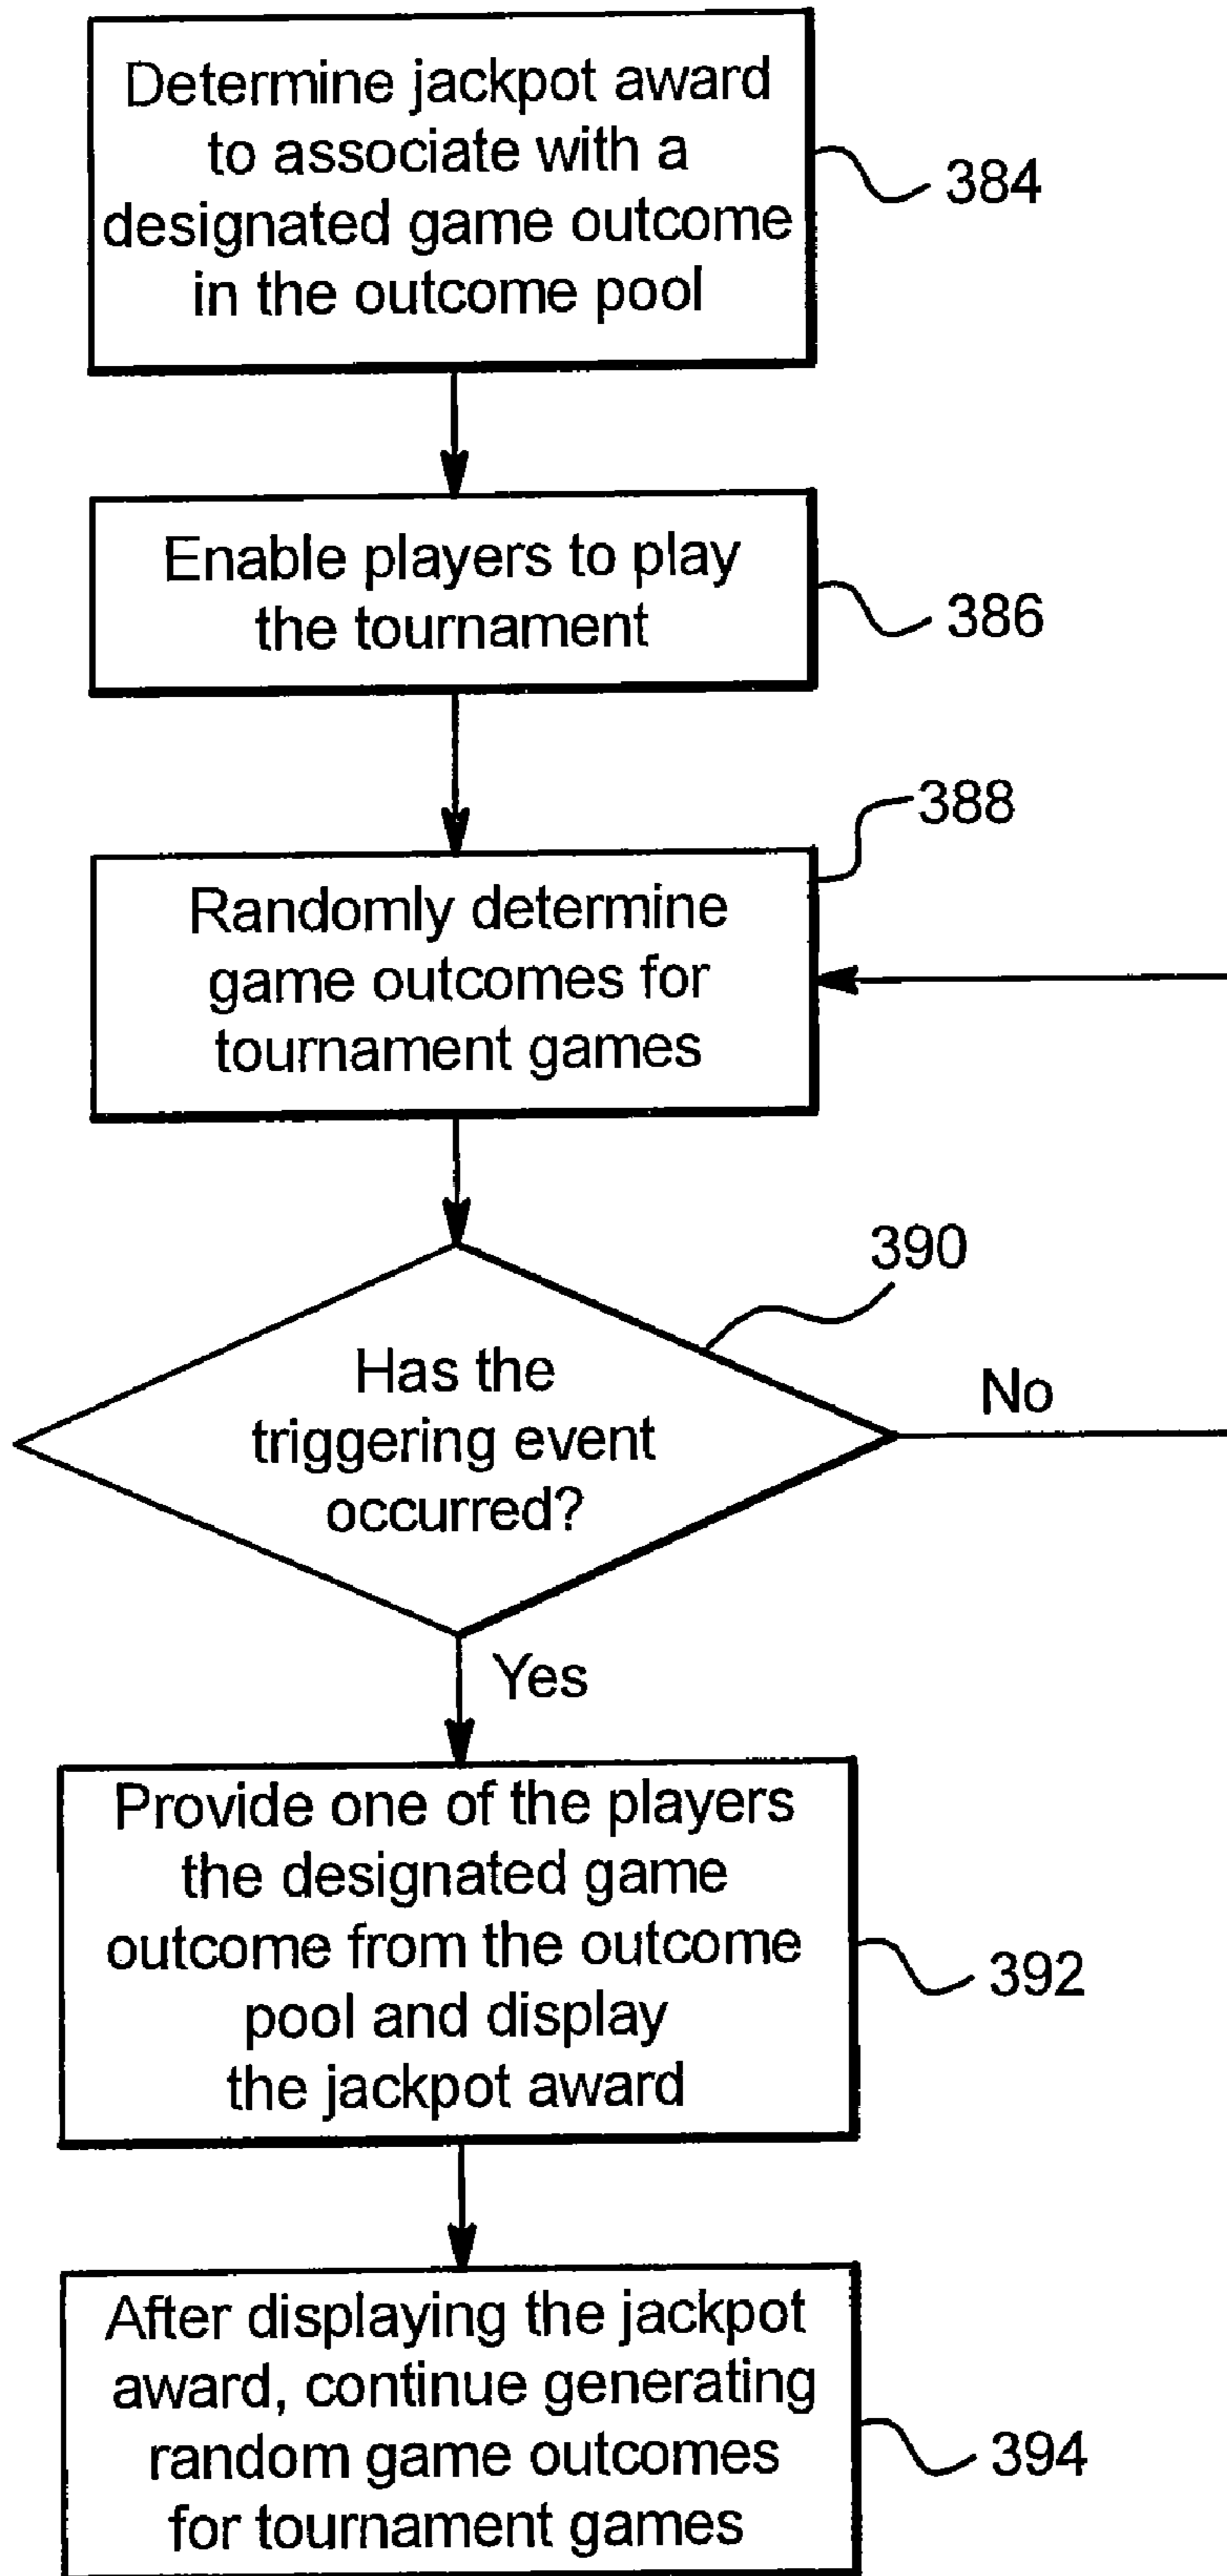 Determine jackpot award
to associate with a
designated game outcome
in the outcome pool
384
Enable players to play
the tournament
386
388
Randomly determine
game outcomes for
tournament games
390
Has the
triggering event
occurred?
No
Yes
Provide one of the players
the designated game
outcome from the outcome
pool and display
the jackpot award
392
After displaying the jackpot
award, continue generating
random game outcomes
for tournament games
394